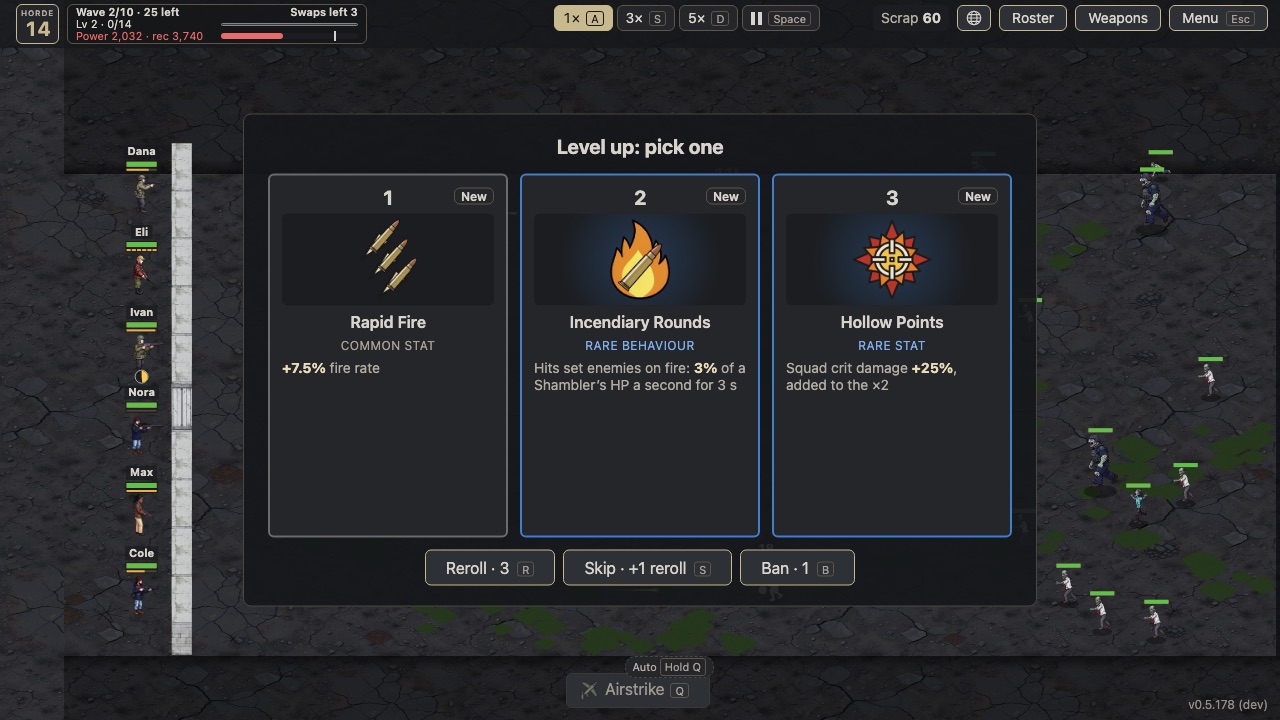 HORDE
14
Wave 2/10 · 25 left
Swaps left 3
Lv 2 · 0/14
Power 2,032 · rec 3,740
1× A
3× S
5× D
Space
Scrap 60
Roster
Weapons
Menu Esc
Dana
Eli
Ivan
Nora
Max
Cole
Level up: pick one
1
New
Rapid Fire
COMMON STAT
+7.5% fire rate
2
New
Incendiary Rounds
RARE BEHAVIOUR
Hits set enemies on fire: 3% of a
Shambler's HP a second for 3 s
3
New
Hollow Points
RARE STAT
Squad crit damage +25%,
added to the ×2
Reroll · 3 R
Skip · +1 reroll S
Ban · 1 B
Auto Hold Q
Airstrike Q
v0.5.178 (dev)